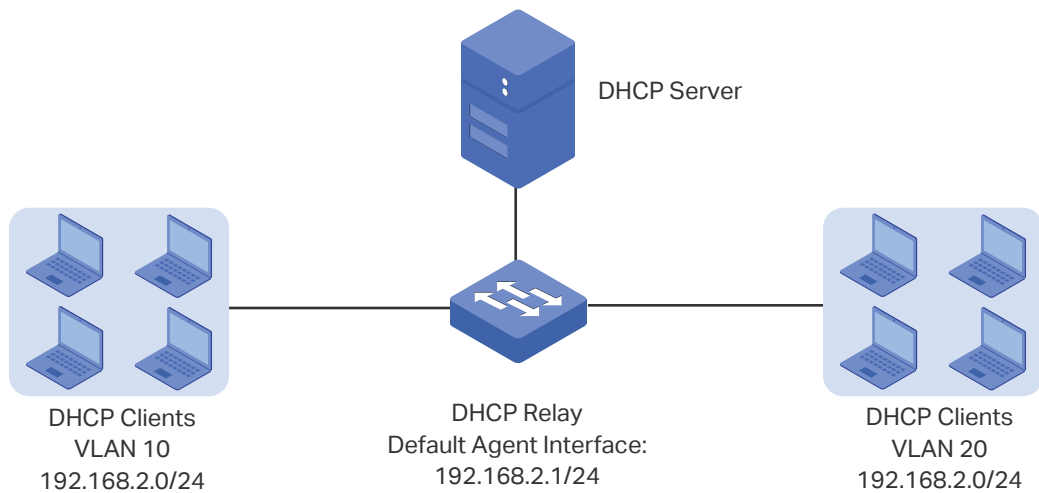 DHCP Server
DHCP Clients
VLAN 10
192.168.2.0/24
DHCP Relay
Default Agent Interface:
192.168.2.1/24
DHCP Clients
VLAN 20
192.168.2.0/24